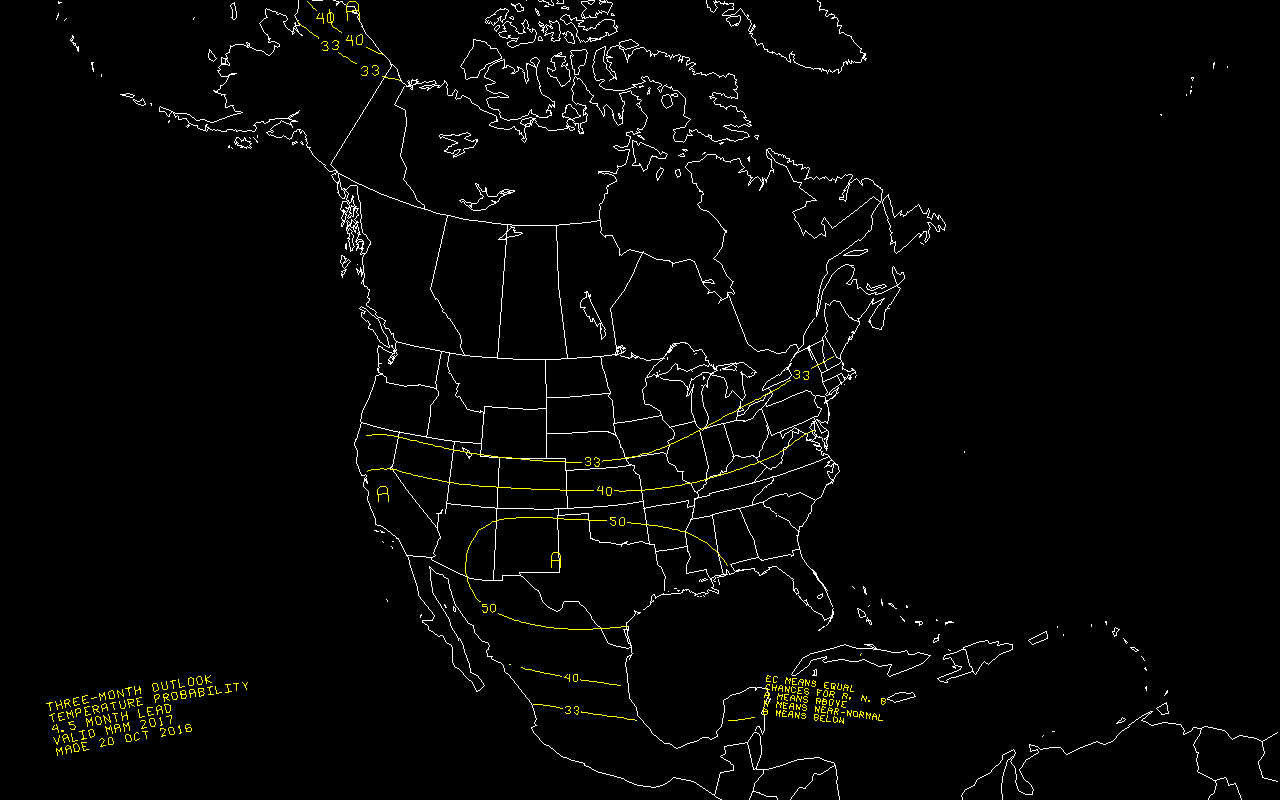 40 A
33 40
33
33
33
40
A
50
A
50
40
33
THREE-MONTH OUTLOOK
TEMPERATURE PROBABILITY
4.5 MONTH LEAD
VALID MAM 2017
MADE 20 OCT 2016
EC MEANS EQUAL
CHANCES FOR A, N, B
A MEANS ABOVE
N MEANS NEAR-NORMAL
B MEANS BELOW